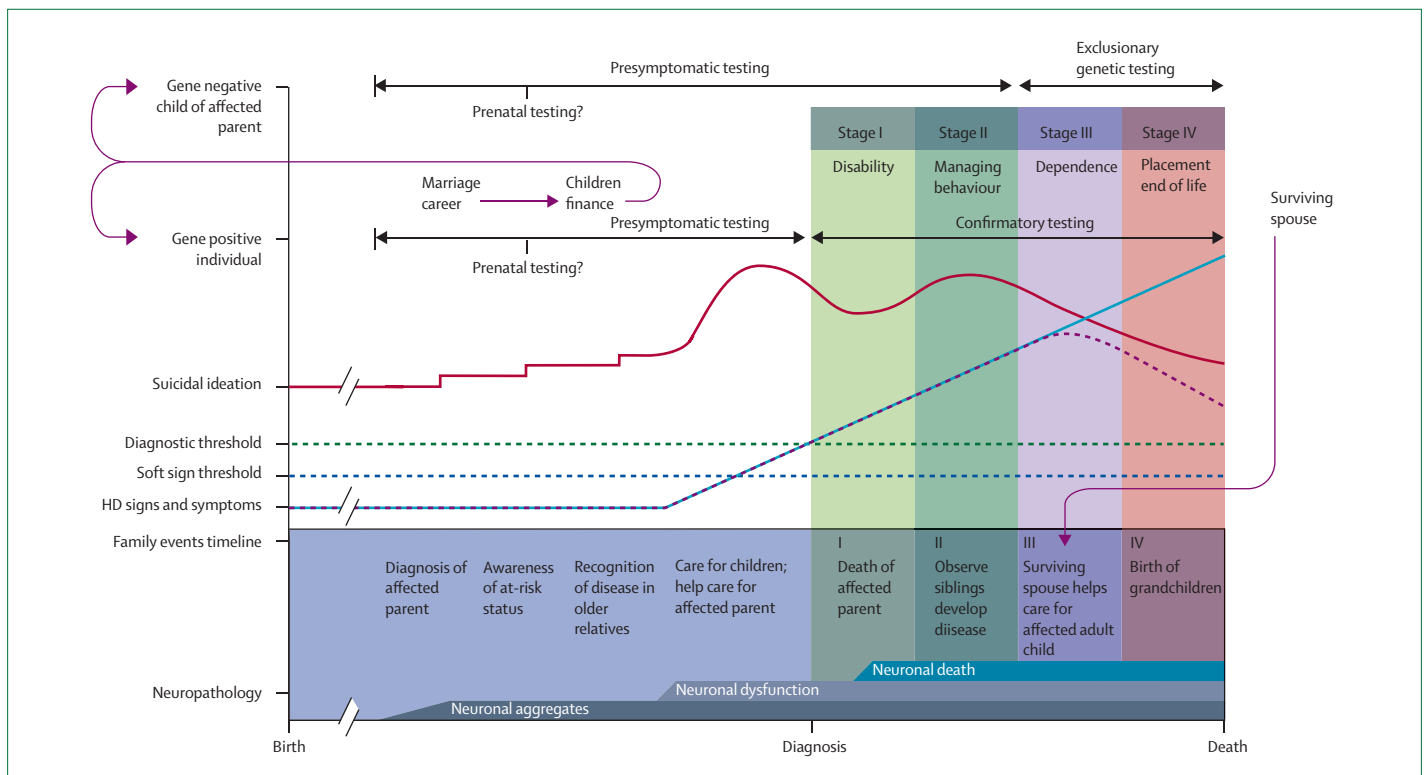 Exclusionary
genetic testing
Presymptomatic testing
Gene negative
child of affected
parent
Prenatal testing?
Stage I
Stage II
Stage III
Stage IV
Disability
Managing
behaviour
Dependence
Placement
end of life
Marriage
career
Children
finance
Surviving
spouse
Presymptomatic testing
Confirmatory testing
Gene positive
individual
Prenatal testing?
Suicidal ideation
Diagnostic threshold
Soft sign threshold
HD signs and symptoms
Family events timeline
Diagnosis of
affected
parent
Awareness
of at-risk
status
Recognition
of disease in
older
relatives
Care for children;
help care for
affected parent
I
Death of
affected
parent
II
Observe
siblings
develop
diisease
III
Surviving
spouse helps
care for
affected adult
child
IV
Birth of
grandchildren
Neuronal death
Neuropathology
Neuronal dysfunction
Neuronal aggregates
Birth
Diagnosis
Death